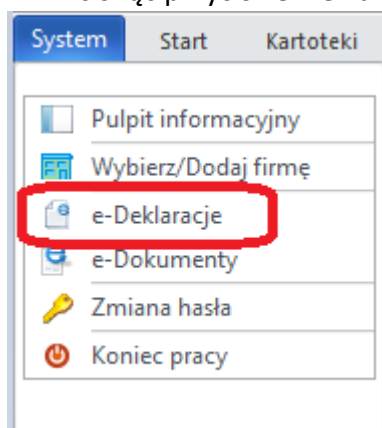 System Start Kartoteki
Pulpit informacyjny
Wybierz/Dodaj firmę
e-Deklaracje
e-Dokumenty
Zmiana hasła
Koniec pracy